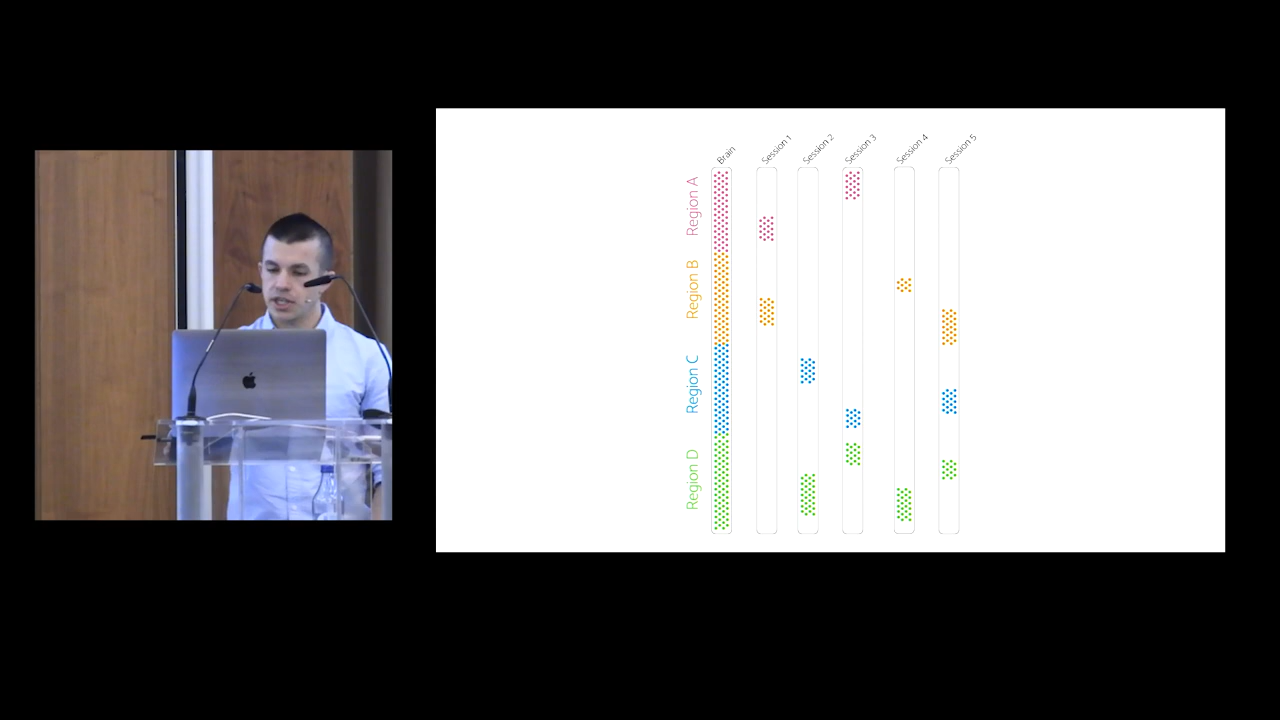 Brain
Session 1
Session 2
Session 3
Session 4
Session 5
Region A
Region B
Region C
Region D